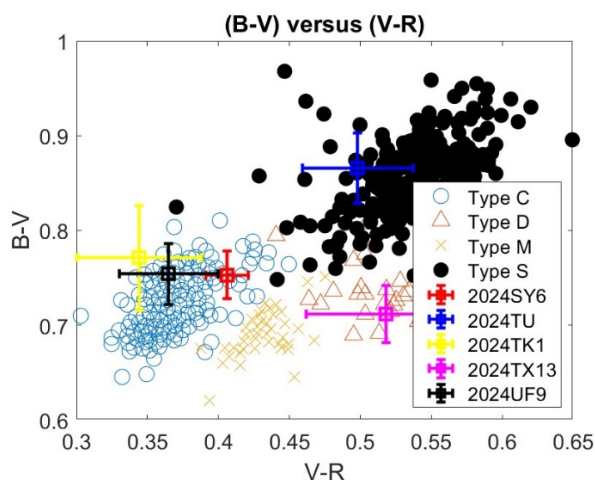 (B-V) versus (V-R)
1
0.9
0.8
0.7
0.6
B-V
0.3
0.35
0.4
0.45
0.5
0.55
0.6
0.65
V-R
Type C
Type D
Type M
Type S
2024SY6
2024TU
2024TK1
2024TX13
2024UF9